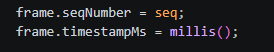 frame.seqNumber = seq;
frame.timestampMs = millis();